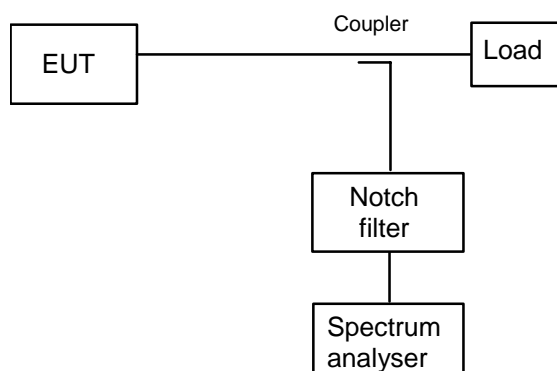 Coupler
EUT
Load
Notch
filter
Spectrum
analyser